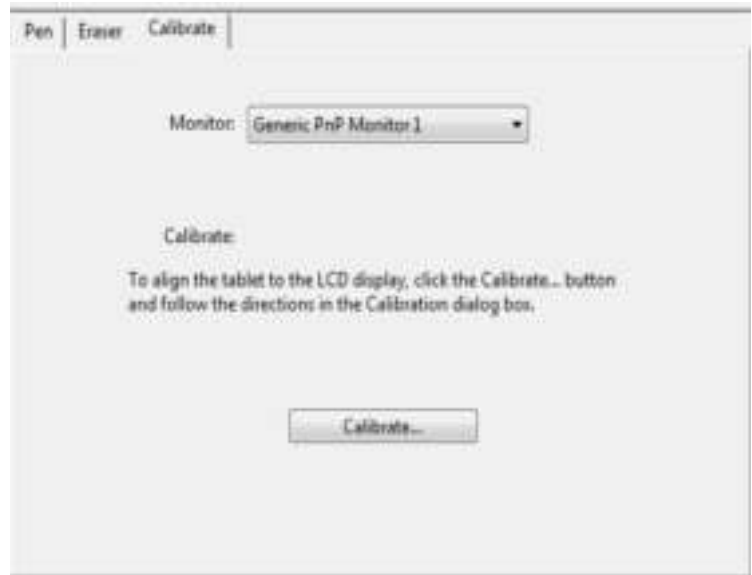 Pen Eraser Calibrate
Monitor: Generic PnP Monitor 1
Calibrate:
To align the tablet to the LCD display, click the Calibrate... button
and follow the directions in the Calibration dialog box.
Calibrate...